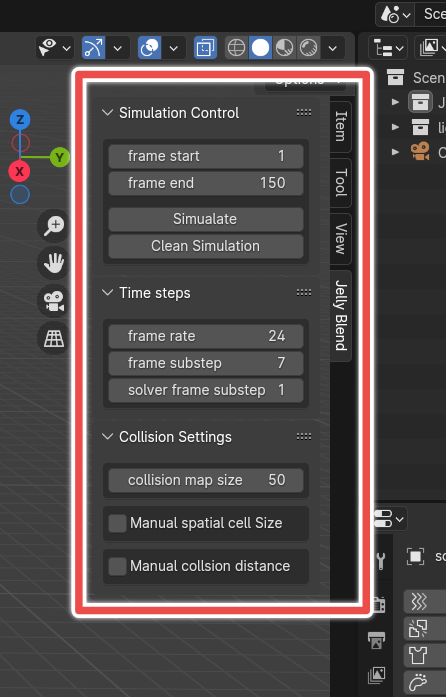 Sce
Options
Scen
J
Z
Simulation Control
Item
li
Y
frame start 1
C
X
frame end 150
Tool
Simualate
View
Clean Simulation
Time steps
Jelly Blend
frame rate 24
frame substep 7
solver frame substep 1
Collision Settings
collision map size 50
Manual spatial cell Size
Manual collsion distance